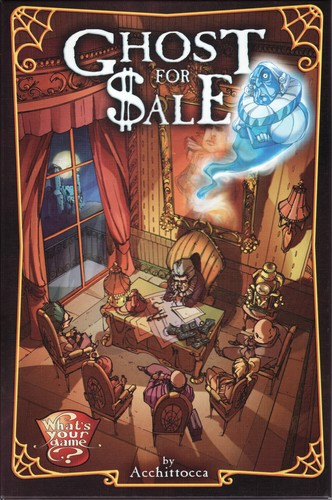 GHOST
FOR
$ALE
What's
your
game
?
by
Acchittocca